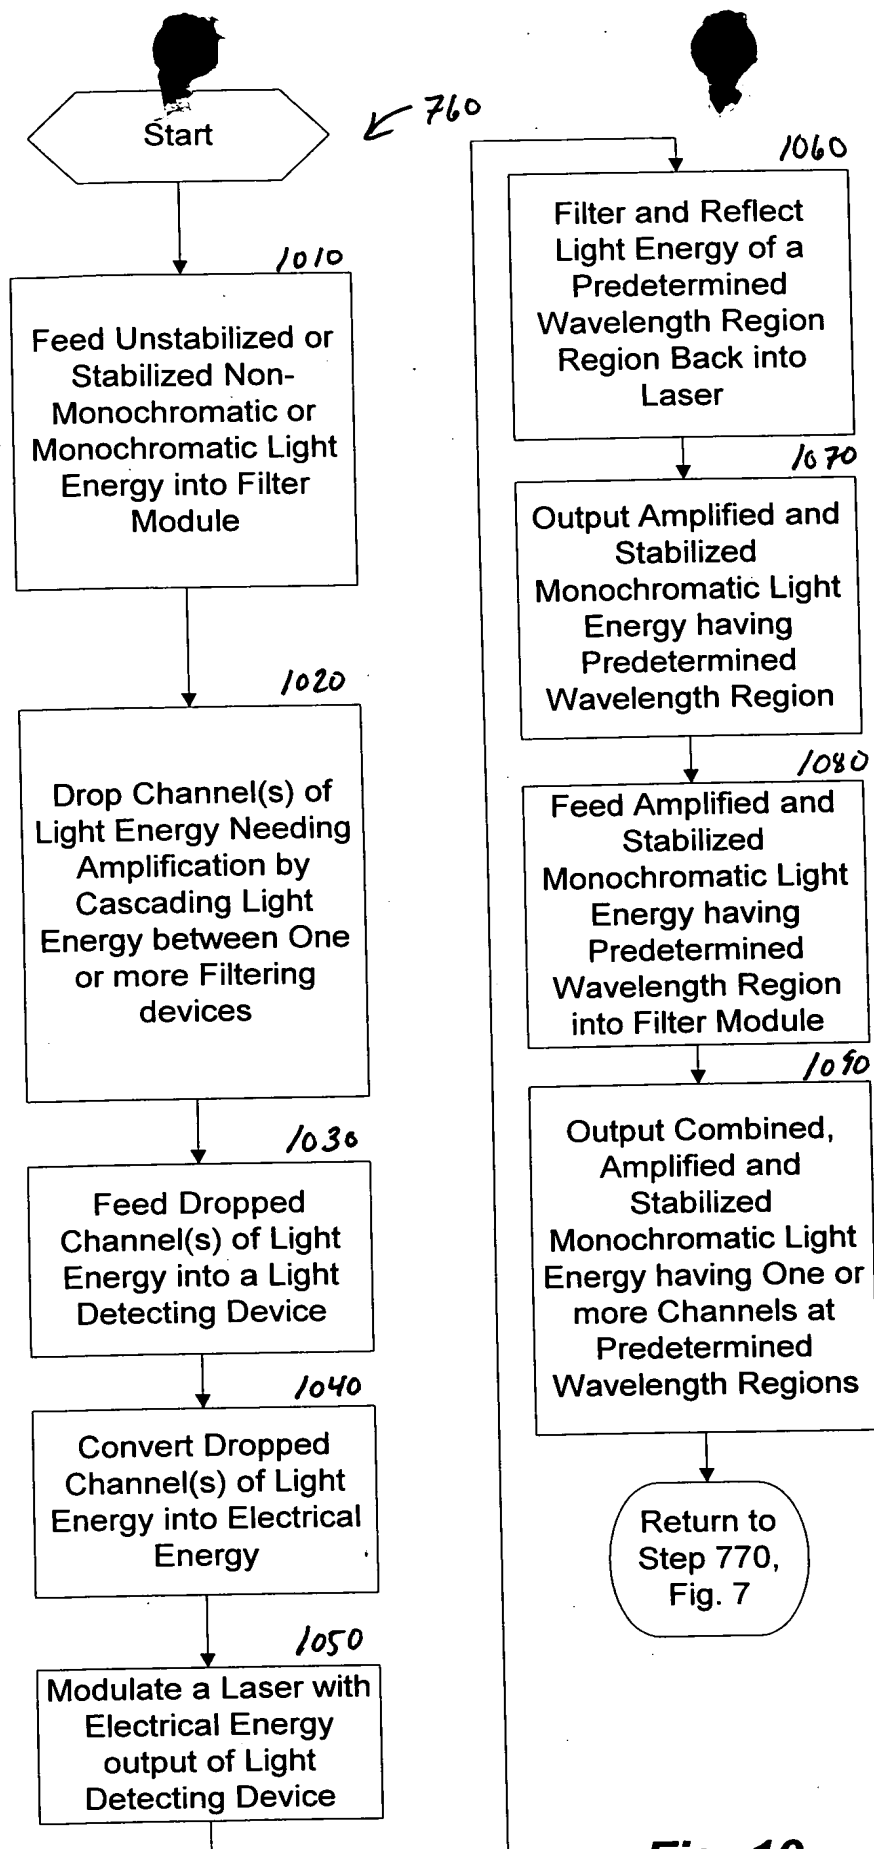 Start
760
1010
Feed Unstabilized or
Stabilized Non-
Monochromatic or
Monochromatic Light
Energy into Filter
Module
1020
Drop Channel(s) of
Light Energy Needing
Amplification by
Cascading Light
Energy between One
or more Filtering
devices
1030
Feed Dropped
Channel(s) of Light
Energy into a Light
Detecting Device
1040
Convert Dropped
Channel(s) of Light
Energy into Electrical
Energy
1050
Modulate a Laser with
Electrical Energy
output of Light
Detecting Device
1060
Filter and Reflect
Light Energy of a
Predetermined
Wavelength Region
Region Back into
Laser
1070
Output Amplified and
Stabilized
Monochromatic Light
Energy having
Predetermined
Wavelength Region
1080
Feed Amplified and
Stabilized
Monochromatic Light
Energy having
Predetermined
Wavelength Region
into Filter Module
1090
Output Combined,
Amplified and
Stabilized
Monochromatic Light
Energy having One or
more Channels at
Predetermined
Wavelength Regions
Return to
Step 770,
Fig. 7